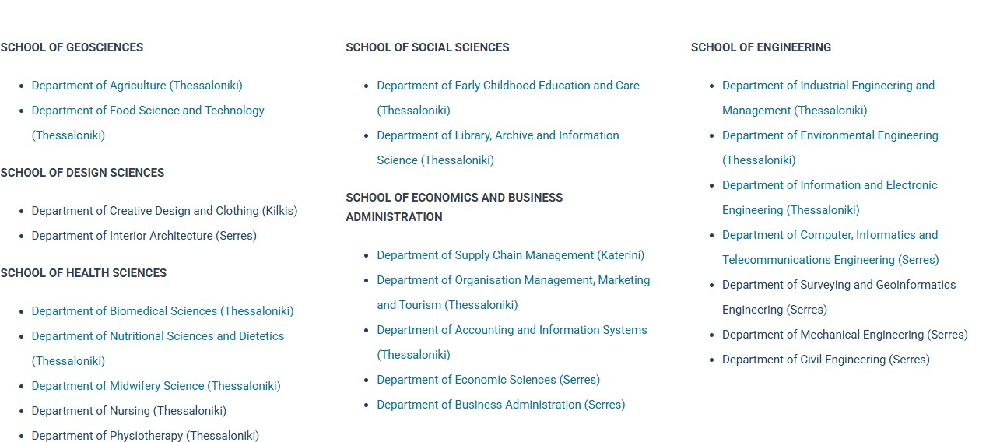 SCHOOL OF GEOSCIENCES
Department of Agriculture (Thessaloniki)
Department of Food Science and Technology
(Thessaloniki)
SCHOOL OF DESIGN SCIENCES
Department of Creative Design and Clothing (Kilkis)
Department of Interior Architecture (Serres)
SCHOOL OF HEALTH SCIENCES
Department of Biomedical Sciences (Thessaloniki)
Department of Nutritional Sciences and Dietetics
(Thessaloniki)
Department of Midwifery Science (Thessaloniki)
Department of Nursing (Thessaloniki)
Department of Physiotherapy (Thessaloniki)
SCHOOL OF SOCIAL SCIENCES
Department of Early Childhood Education and Care
(Thessaloniki)
Department of Library, Archive and Information
Science (Thessaloniki)
SCHOOL OF ECONOMICS AND BUSINESS
ADMINISTRATION
Department of Supply Chain Management (Katerini)
Department of Organisation Management, Marketing
and Tourism (Thessaloniki)
Department of Accounting and Information Systems
(Thessaloniki)
Department of Economic Sciences (Serres)
Department of Business Administration (Serres)
SCHOOL OF ENGINEERING
Department of Industrial Engineering and
Management (Thessaloniki)
Department of Environmental Engineering
(Thessaloniki)
Department of Information and Electronic
Engineering (Thessaloniki)
Department of Computer, Informatics and
Telecommunications Engineering (Serres)
Department of Surveying and Geoinformatics
Engineering (Serres)
Department of Mechanical Engineering (Serres)
Department of Civil Engineering (Serres)